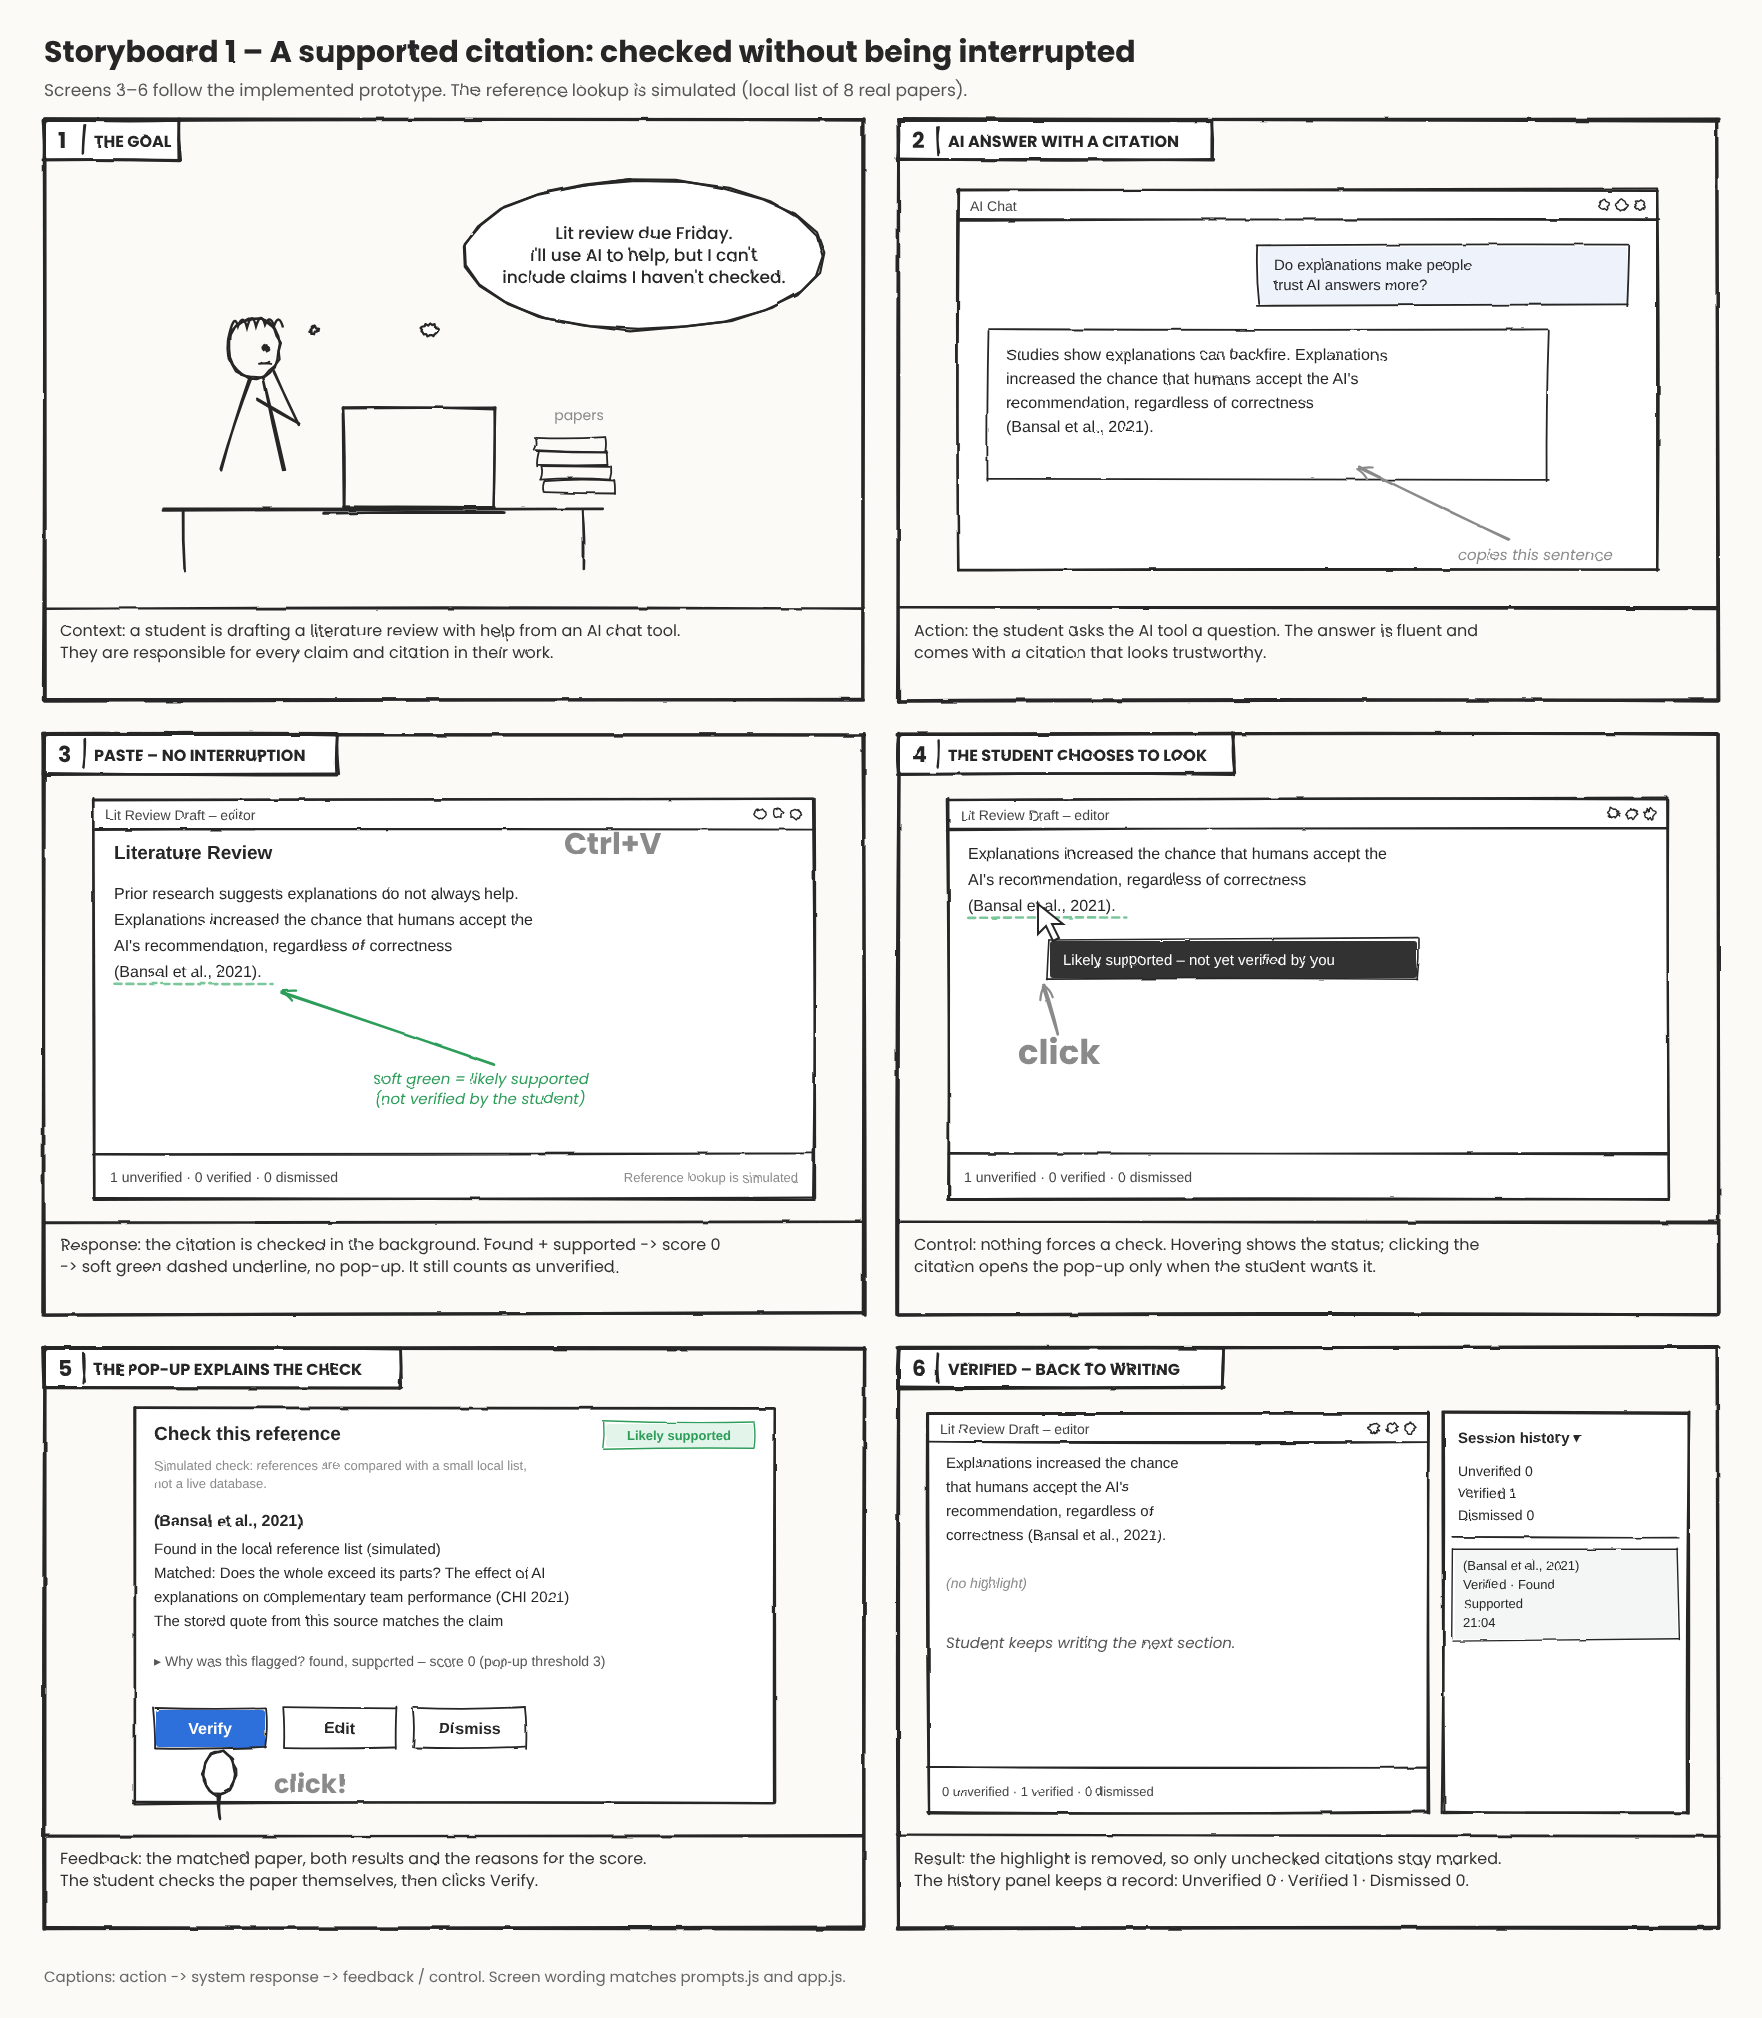 Storyboard 1 – A supported citation: checked without being interrupted
Screens 3–6 follow the implemented prototype. The reference lookup is simulated (local list of 8 real papers).
1 THE GOAL
Lit review due Friday.
I'll use AI to help, but I can't
include claims I haven't checked.
papers
Context: a student is drafting a literature review with help from an AI chat tool.
They are responsible for every claim and citation in their work.
2 AI ANSWER WITH A CITATION
AI Chat
Do explanations make people
trust AI answers more?
Studies show explanations can backfire. Explanations
increased the chance that humans accept the AI's
recommendation, regardless of correctness
(Bansal et al., 2021).
copies this sentence
Action: the student asks the AI tool a question. The answer is fluent and
comes with a citation that looks trustworthy.
3 PASTE – NO INTERRUPTION
Lit Review Draft – editor
Ctrl+V
Literature Review
Prior research suggests explanations do not always help.
Explanations increased the chance that humans accept the
AI's recommendation, regardless of correctness
(Bansal et al., 2021).
soft green = likely supported
(not verified by the student)
1 unverified · 0 verified · 0 dismissed
Reference lookup is simulated
Response: the citation is checked in the background. Found + supported -> score 0
-> soft green dashed underline, no pop-up. It still counts as unverified.
4 THE STUDENT CHOOSES TO LOOK
Lit Review Draft – editor
Explanations increased the chance that humans accept the
AI's recommendation, regardless of correctness
(Bansal et al., 2021).
Likely supported – not yet verified by you
click
1 unverified · 0 verified · 0 dismissed
Control: nothing forces a check. Hovering shows the status; clicking the
citation opens the pop-up only when the student wants it.
5 THE POP-UP EXPLAINS THE CHECK
Check this reference
Likely supported
Simulated check: references are compared with a small local list,
not a live database.
(Bansal et al., 2021)
Found in the local reference list (simulated)
Matched: Does the whole exceed its parts? The effect of AI
explanations on complementary team performance (CHI 2021)
The stored quote from this source matches the claim
▸ Why was this flagged? found, supported – score 0 (pop-up threshold 3)
Verify
Edit
Dismiss
click!
Feedback: the matched paper, both results and the reasons for the score.
The student checks the paper themselves, then clicks Verify.
6 VERIFIED – BACK TO WRITING
Lit Review Draft – editor
Explanations increased the chance
that humans accept the AI's
recommendation, regardless of
correctness (Bansal et al., 2021).
(no highlight)
Student keeps writing the next section.
0 unverified · 1 verified · 0 dismissed
Session history ▾
Unverified 0
Verified 1
Dismissed 0
(Bansal et al., 2021)
Verified · Found
Supported
21:04
Result: the highlight is removed, so only unchecked citations stay marked.
The history panel keeps a record: Unverified 0 · Verified 1 · Dismissed 0.
Captions: action -> system response -> feedback / control. Screen wording matches prompts.js and app.js.